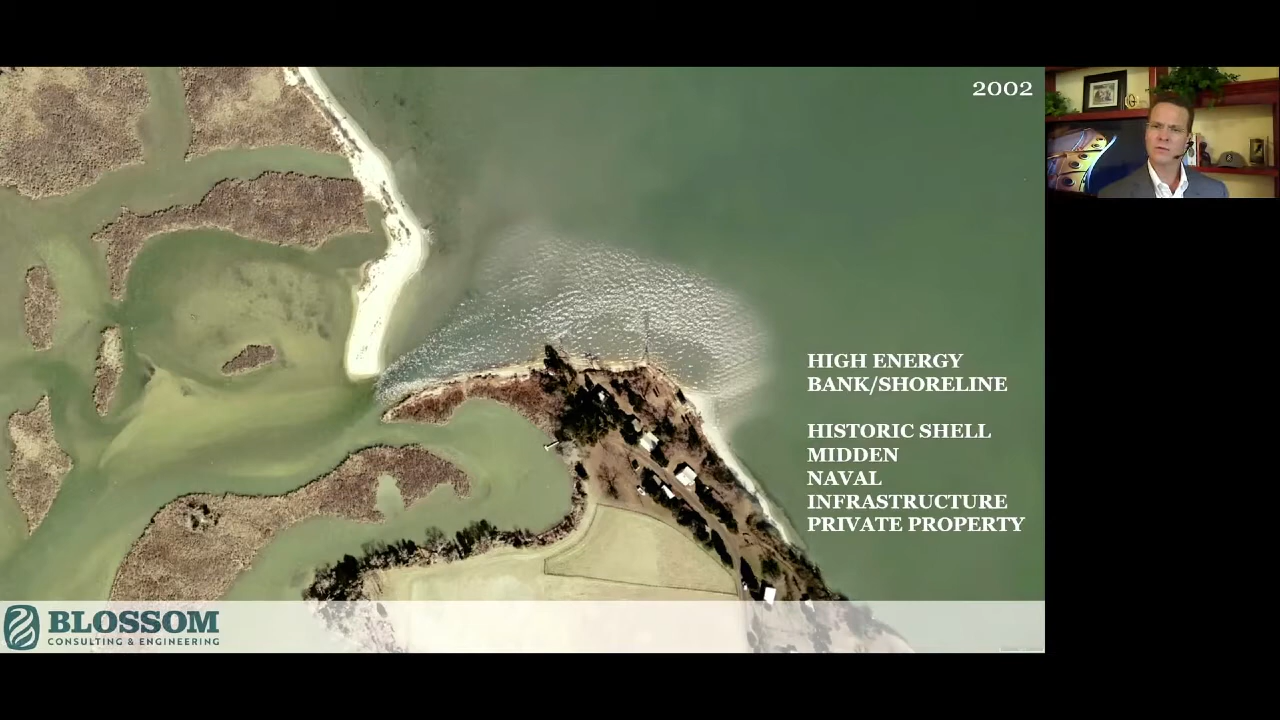 2002
HIGH ENERGY
BANK/SHORELINE
HISTORIC SHELL
MIDDEN
NAVAL
INFRASTRUCTURE
PRIVATE PROPERTY
BLOSSOM
CONSULTING & ENGINEERING